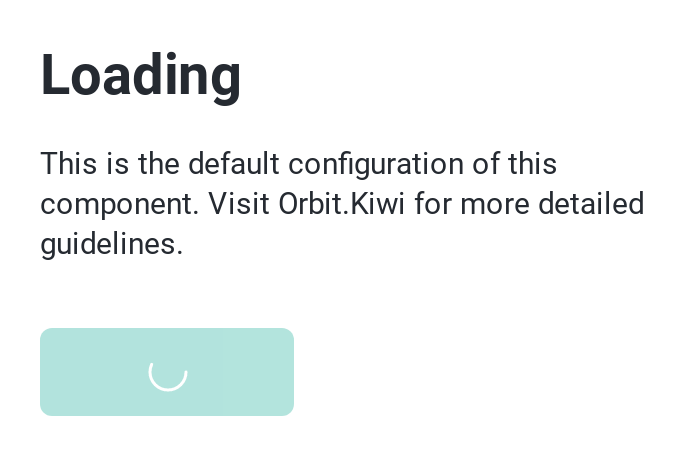 Loading
This is the default configuration of this
component. Visit Orbit.Kiwi for more detailed
guidelines.